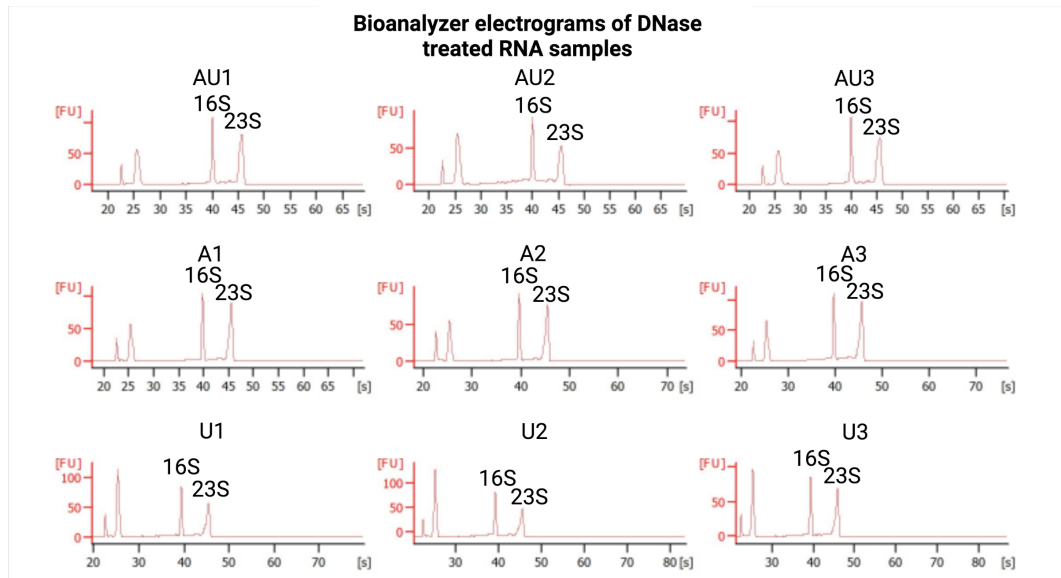 Bioanalyzer electrograms of DNase
treated RNA samples
AU1 AU2 AU3
16S 16S 16S
[FU] 23S [FU] 23S [FU] 23S
50 50 50
0 0 0
20 25 30 35 40 45 50 55 60 65 [s] 20 25 30 35 40 45 50 55 60 65 [s] 20 25 30 35 40 45 50 55 60 65 [s]
A1 A2 A3
16S 16S 16S
[FU] 23S [FU] 23S [FU] 23S
50 50 50
0 0 0
20 25 30 35 40 45 50 55 60 65 [s] 20 30 40 50 60 70 [s] 20 30 40 50 60 70 [s]
U1 U2 U3
[FU] 16S [FU] 16S [FU] 16S
100 23S 100 23S 23S
50 50 50
0 0 0
20 30 40 50 60 70 [s] 30 40 50 60 70 80 [s] 30 40 50 60 70 80 [s]